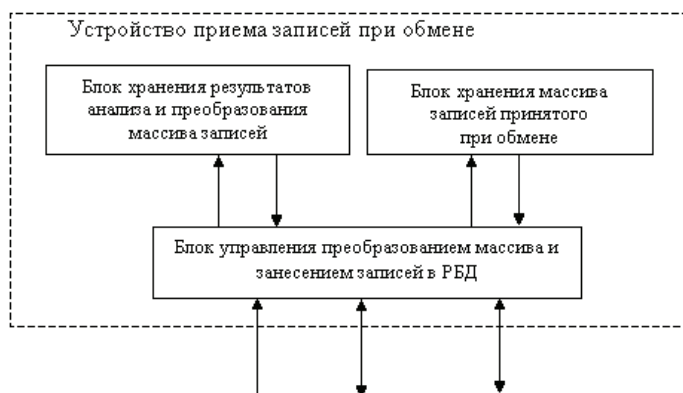 Устройство приема записей при обмене
Блок хранения результатов
анализа и преобразования
массива записей
Блок хранения массива
записей принятого
при обмене
Блок управления преобразованием массива и
занесением записей в РБД